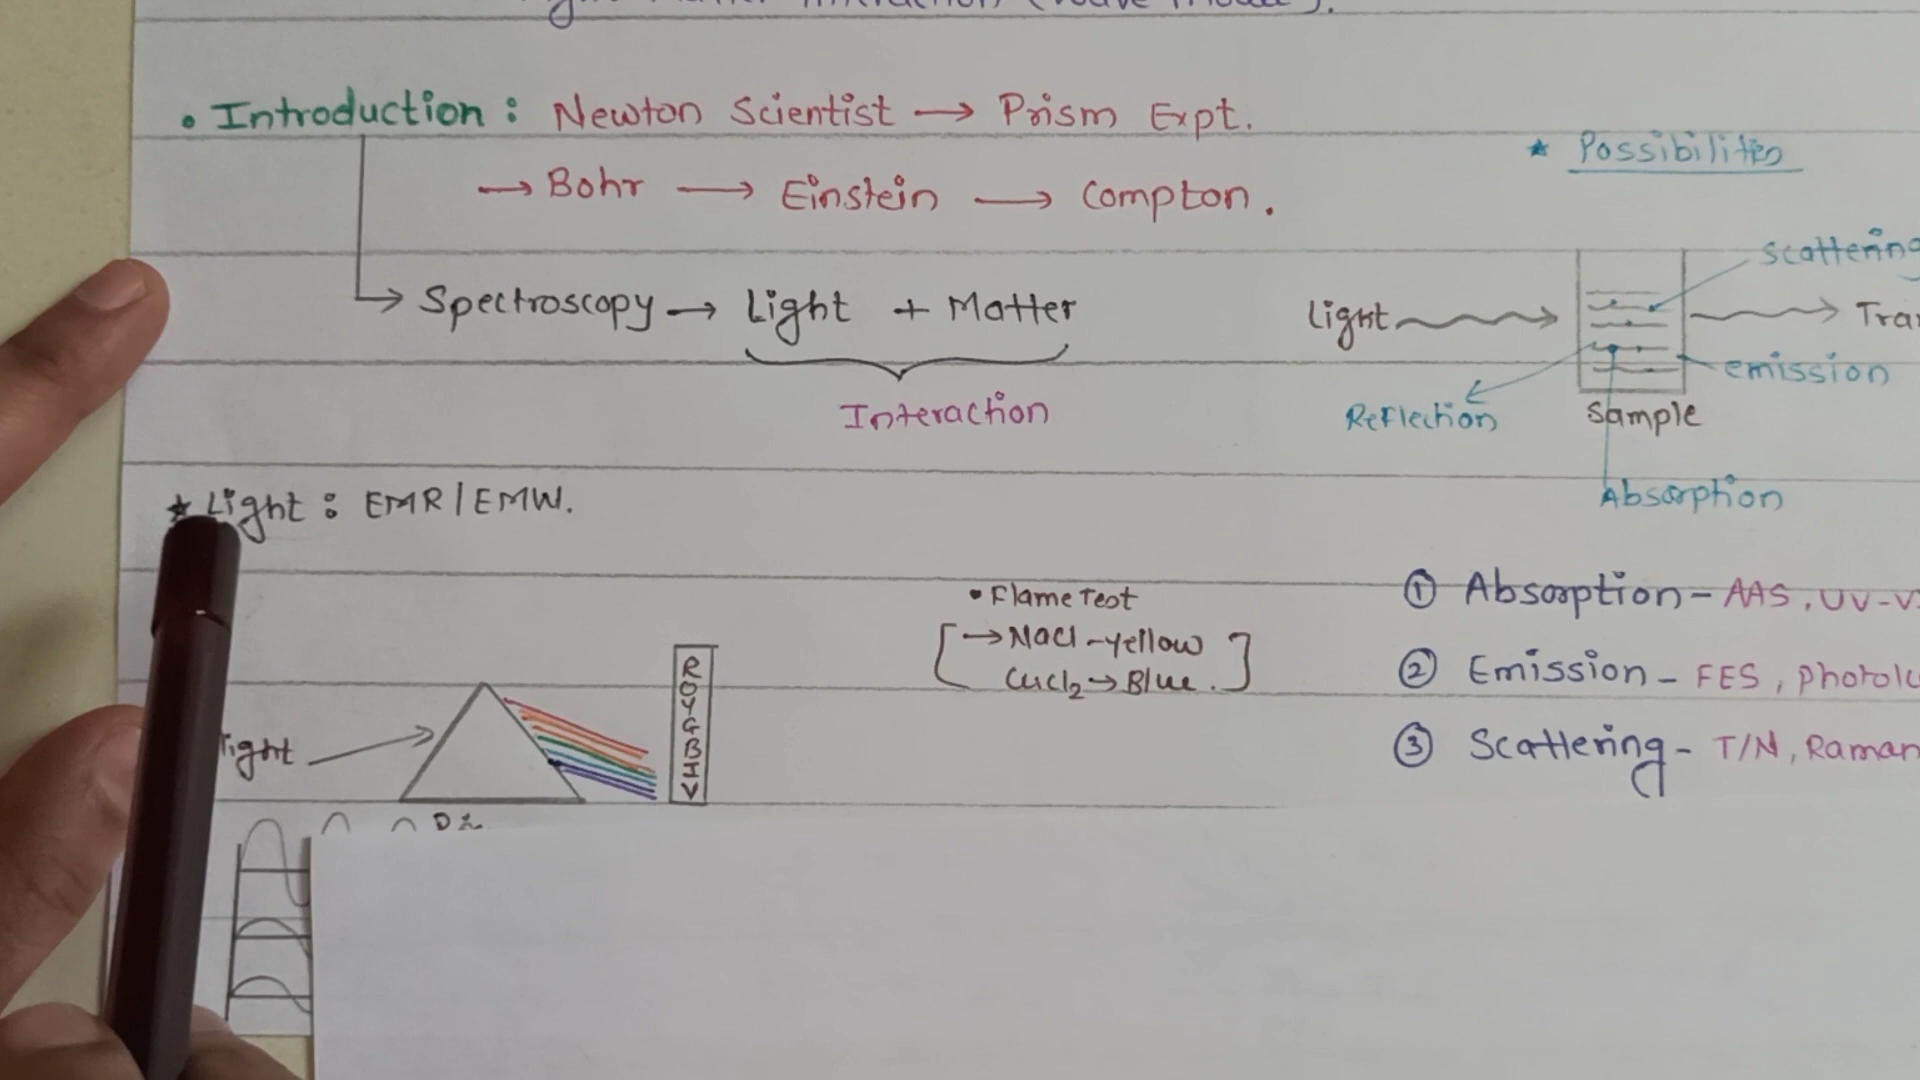 • Introduction : Newton Scientist → Prism Expt.
→ Bohr → Einstein → Compton.
→ Spectroscopy → Light + Matter
Interaction
★ Possibilities
Scattering
Light
emission
Reflection
Sample
Absorption
★ Light : EMR/EMW.
• Flame Test
[→ NaCl - yellow
CuCl₂ → Blue.]
light
R
O
Y
G
B
I
V
① Absorption - AAS, UV-V
② Emission - FES, Photolu
③ Scattering - T/N, Raman